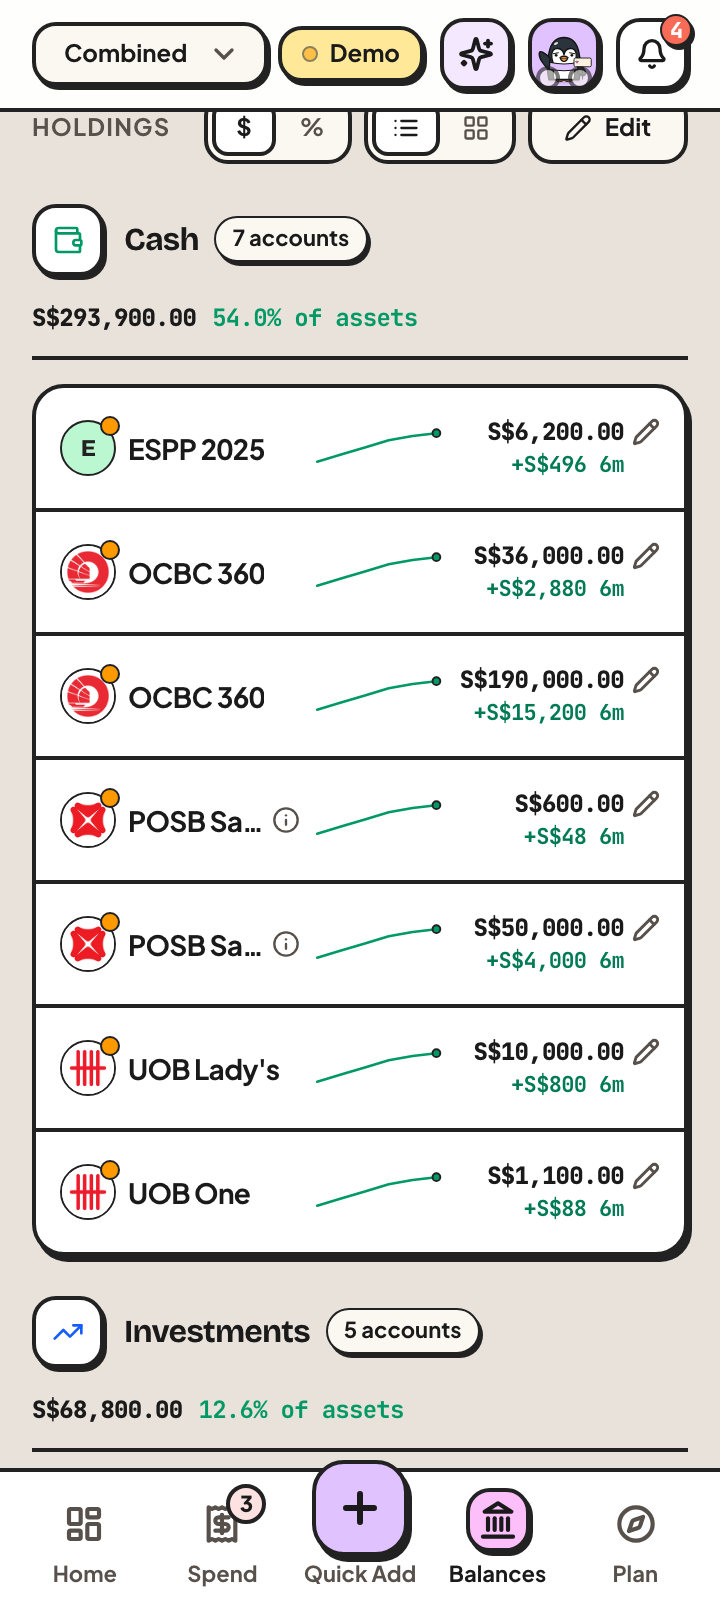 Combined
Demo
4
HOLDINGS
$
%
Edit
Cash
7 accounts
S$293,900.00 54.0% of assets
E
ESPP 2025
S$6,200.00
+S$496 6m
OCBC 360
S$36,000.00
+S$2,880 6m
OCBC 360
S$190,000.00
+S$15,200 6m
POSB Sa...
S$600.00
+S$48 6m
POSB Sa...
S$50,000.00
+S$4,000 6m
UOB Lady's
S$10,000.00
+S$800 6m
UOB One
S$1,100.00
+S$88 6m
Investments
5 accounts
S$68,800.00 12.6% of assets
3
Home
Spend
Quick Add
Balances
Plan